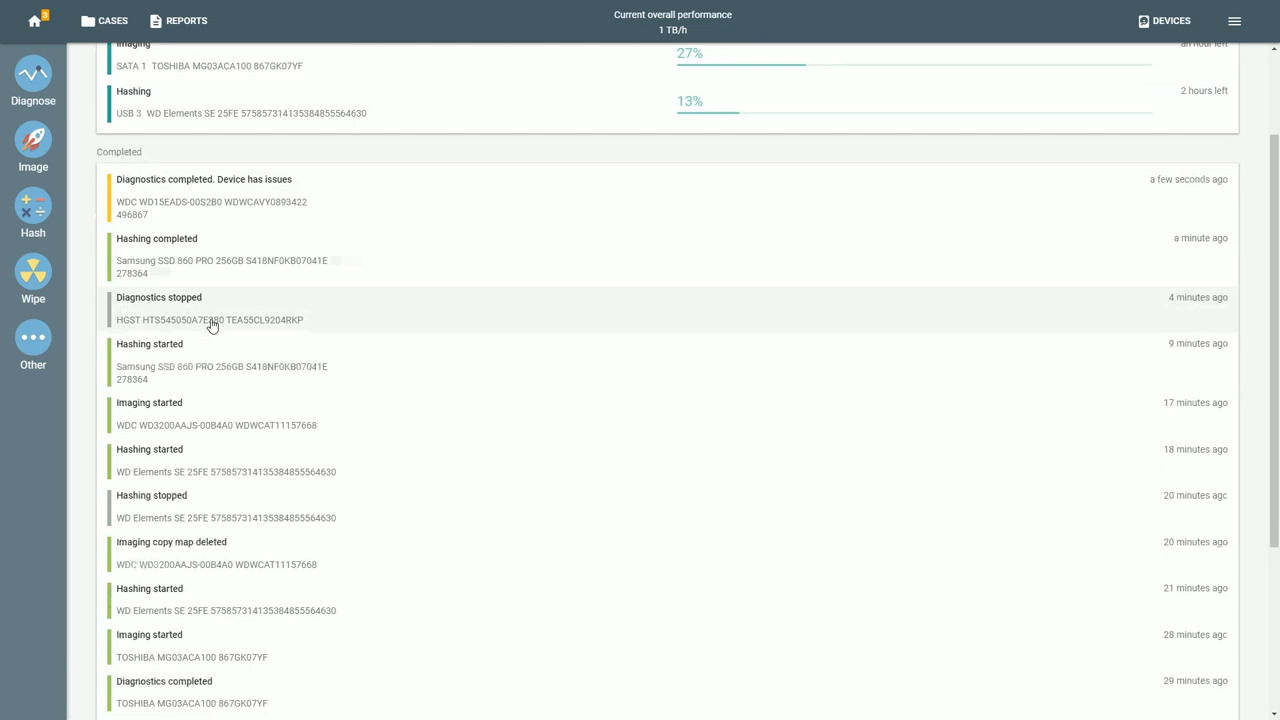 3
CASES
REPORTS
Current overall performance
1 TB/h
DEVICES
Diagnose
Image
Hash
Wipe
Other
Imaging
an hour left
SATA 1 TOSHIBA MG03ACA100 867GK07YF
27%
Hashing
2 hours left
USB 3 WD Elements SE 25FE 575857314135384855564630
13%
Completed
Diagnostics completed. Device has issues
a few seconds ago
WDC WD15EADS-00S2B0 WDWCAVY0893422
496867
Hashing completed
a minute ago
Samsung SSD 860 PRO 256GB S418NF0KB07041E
278364
Diagnostics stopped
4 minutes ago
HGST HTS545050A7E380 TEA55CL9204RKP
Hashing started
9 minutes ago
Samsung SSD 860 PRO 256GB S418NF0KB07041E
278364
Imaging started
17 minutes ago
WDC WD3200AAJS-00B4A0 WDWCAT11157668
Hashing started
18 minutes ago
WD Elements SE 25FE 575857314135384855564630
Hashing stopped
20 minutes ago
WD Elements SE 25FE 575857314135384855564630
Imaging copy map deleted
20 minutes ago
WDC WD3200AAJS-00B4A0 WDWCAT11157668
Hashing started
21 minutes ago
WD Elements SE 25FE 575857314135384855564630
Imaging started
28 minutes ago
TOSHIBA MG03ACA100 867GK07YF
Diagnostics completed
29 minutes ago
TOSHIBA MG03ACA100 867GK07YF